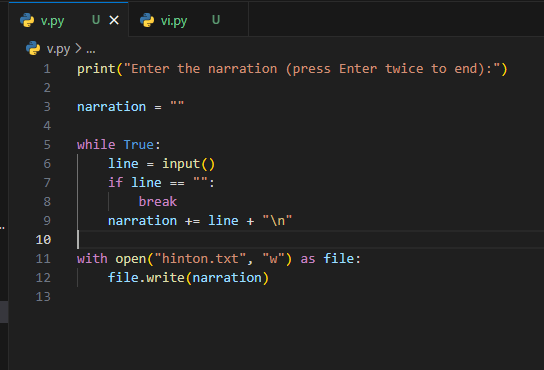 v.py U × vi.py U
v.py > ...
1 print("Enter the narration (press Enter twice to end):")
2
3 narration = ""
4
5 while True:
6     line = input()
7     if line == "":
8         break
9     narration += line + "\n"
10
11 with open("hinton.txt", "w") as file:
12     file.write(narration)
13